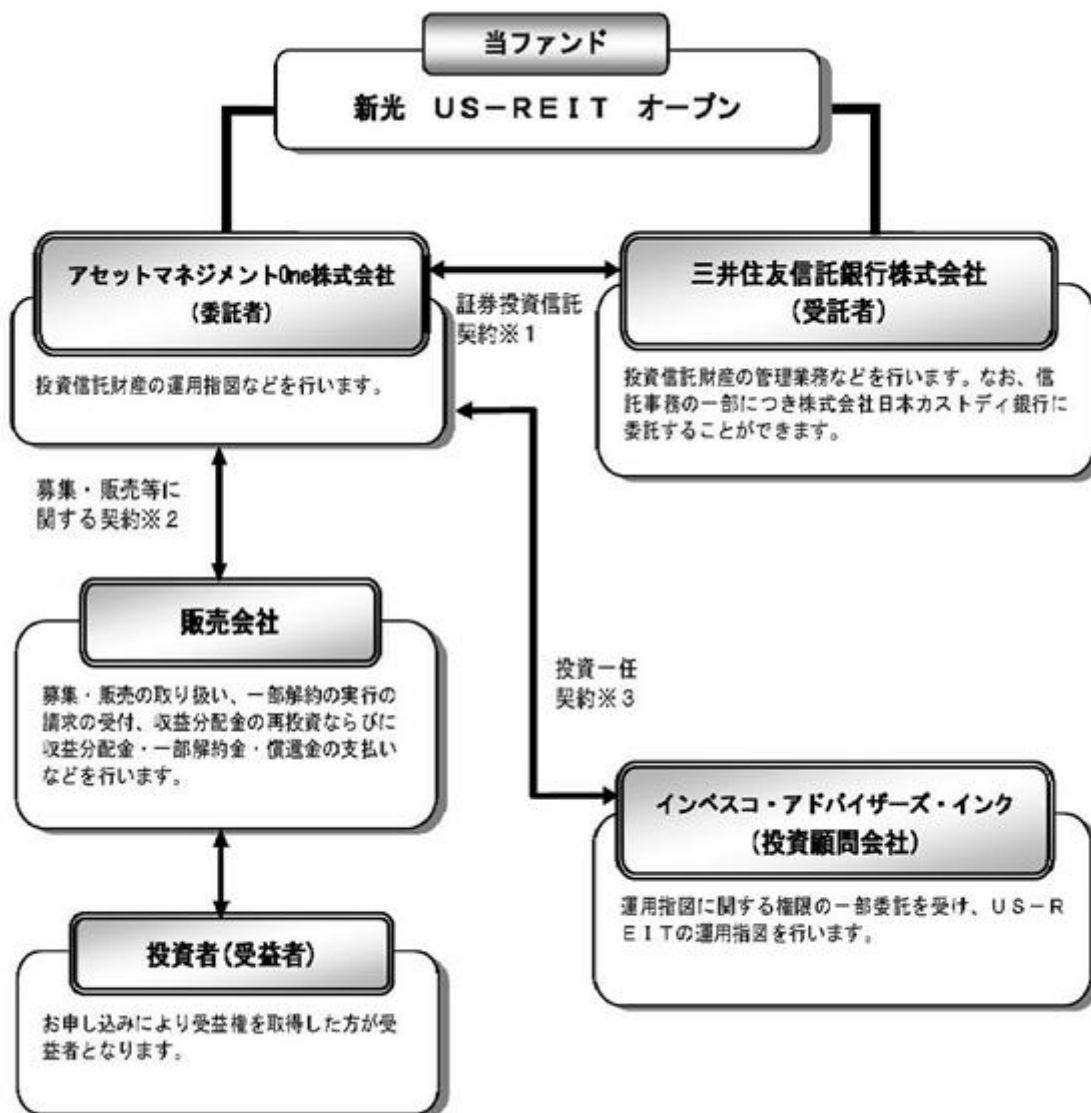 当ファンド
新光 US-REIT オープン
アセットマネジメントOne株式会社
(委託者)
投資信託財産の運用指図などを行います。
証券投資信託
契約※1
三井住友信託銀行株式会社
(受託者)
投資信託財産の管理業務などを行います。なお、信
託事務の一部につき株式会社日本カストディ銀行に
委託することができます。
募集・販売等に
関する契約※2
販売会社
募集・販売の取り扱い、一部解約の実行の
請求の受付、収益分配金の再投資ならびに
収益分配金・一部解約金・償還金の支払い
などを行います。
投資一任
契約※3
インベスコ・アドバイザーズ・インク
(投資顧問会社)
運用指図に関する権限の一部委託を受け、US-R
EITの運用指図を行います。
投資者(受益者)
お申し込みにより受益権を取得した方が受
益者となります。